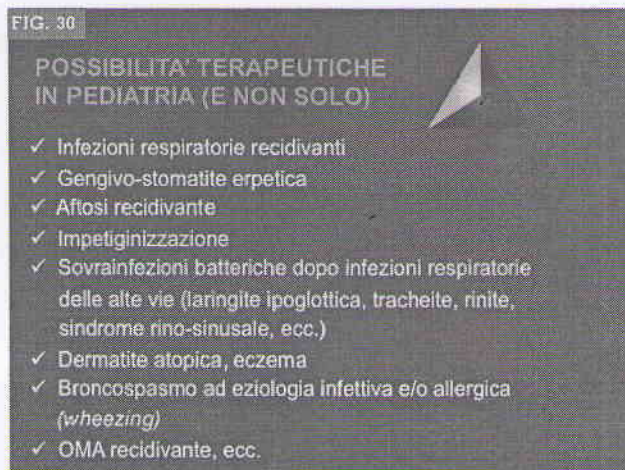 FIG. 30
POSSIBILITA' TERAPEUTICHE
IN PEDIATRIA (E NON SOLO)
✓ Infezioni respiratorie recidivanti
✓ Gengivo-stomatite erpetica
✓ Aftosi recidivante
✓ Impetiginizzazione
✓ Sovrainfezioni batteriche dopo infezioni respiratorie
delle alte vie (laringite ipoglottica, tracheite, rinite,
sindrome rino-sinusale, ecc.)
✓ Dermatite atopica, eczema
✓ Broncospasmo ad eziologia infettiva e/o allergica
(wheezing)
✓ OMA recidivante, ecc.